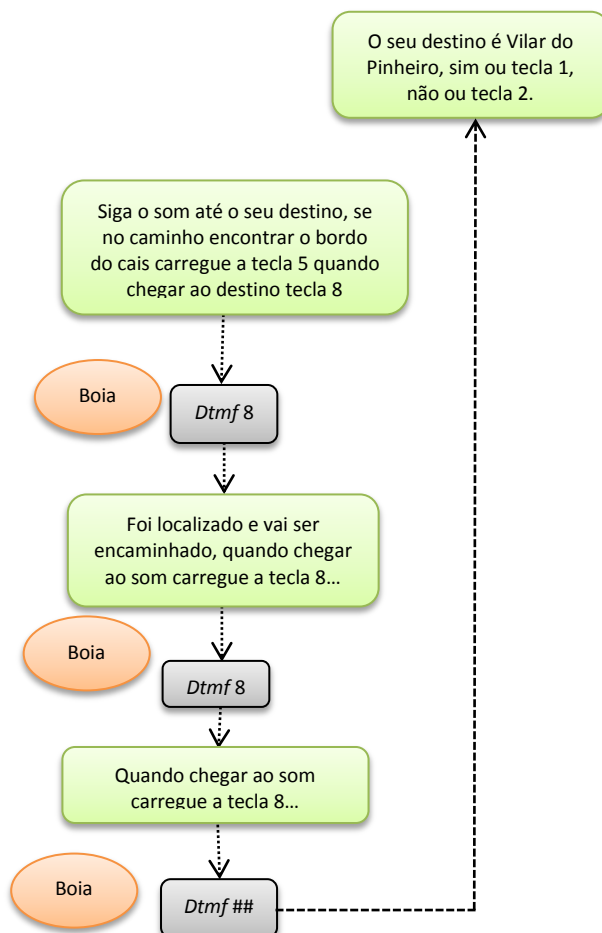 O seu destino é Vilar do
Pinheiro, sim ou tecla 1,
não ou tecla 2.
Siga o som até o seu destino, se
no caminho encontrar o bordo
do cais carregue a tecla 5 quando
chegar ao destino tecla 8
Boia
Dtmf 8
Foi localizado e vai ser
encaminhado, quando chegar
ao som carregue a tecla 8...
Boia
Dtmf 8
Quando chegar ao som
carregue a tecla 8...
Boia
Dtmf ##